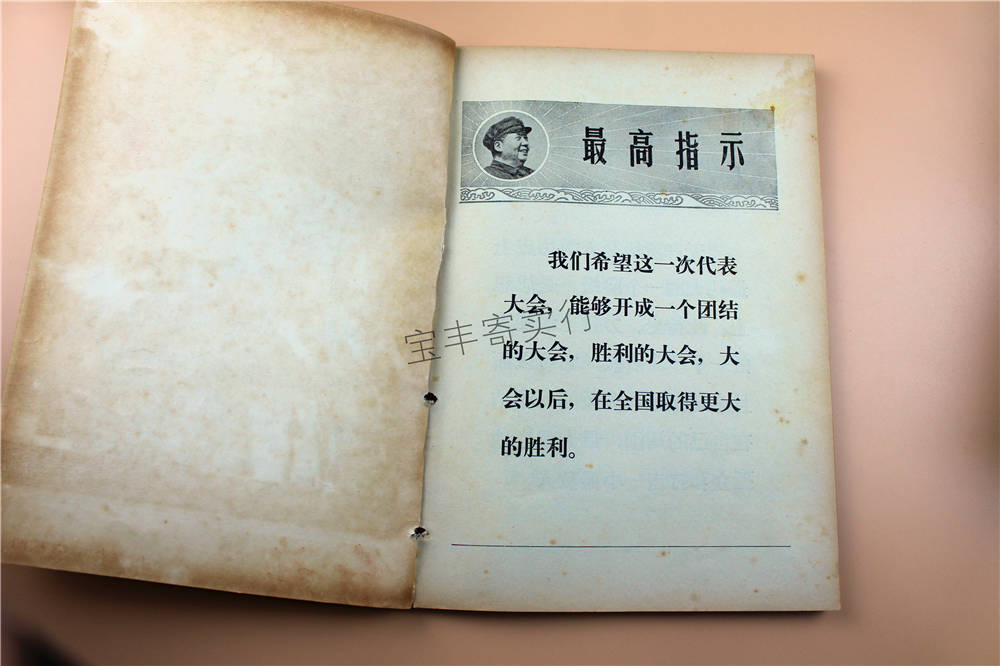 最高指示
我们希望这一次代表
大会，能够开成一个团结
的大会，胜利的大会，大
会以后，在全国取得更大
的胜利。
宝丰寄卖行